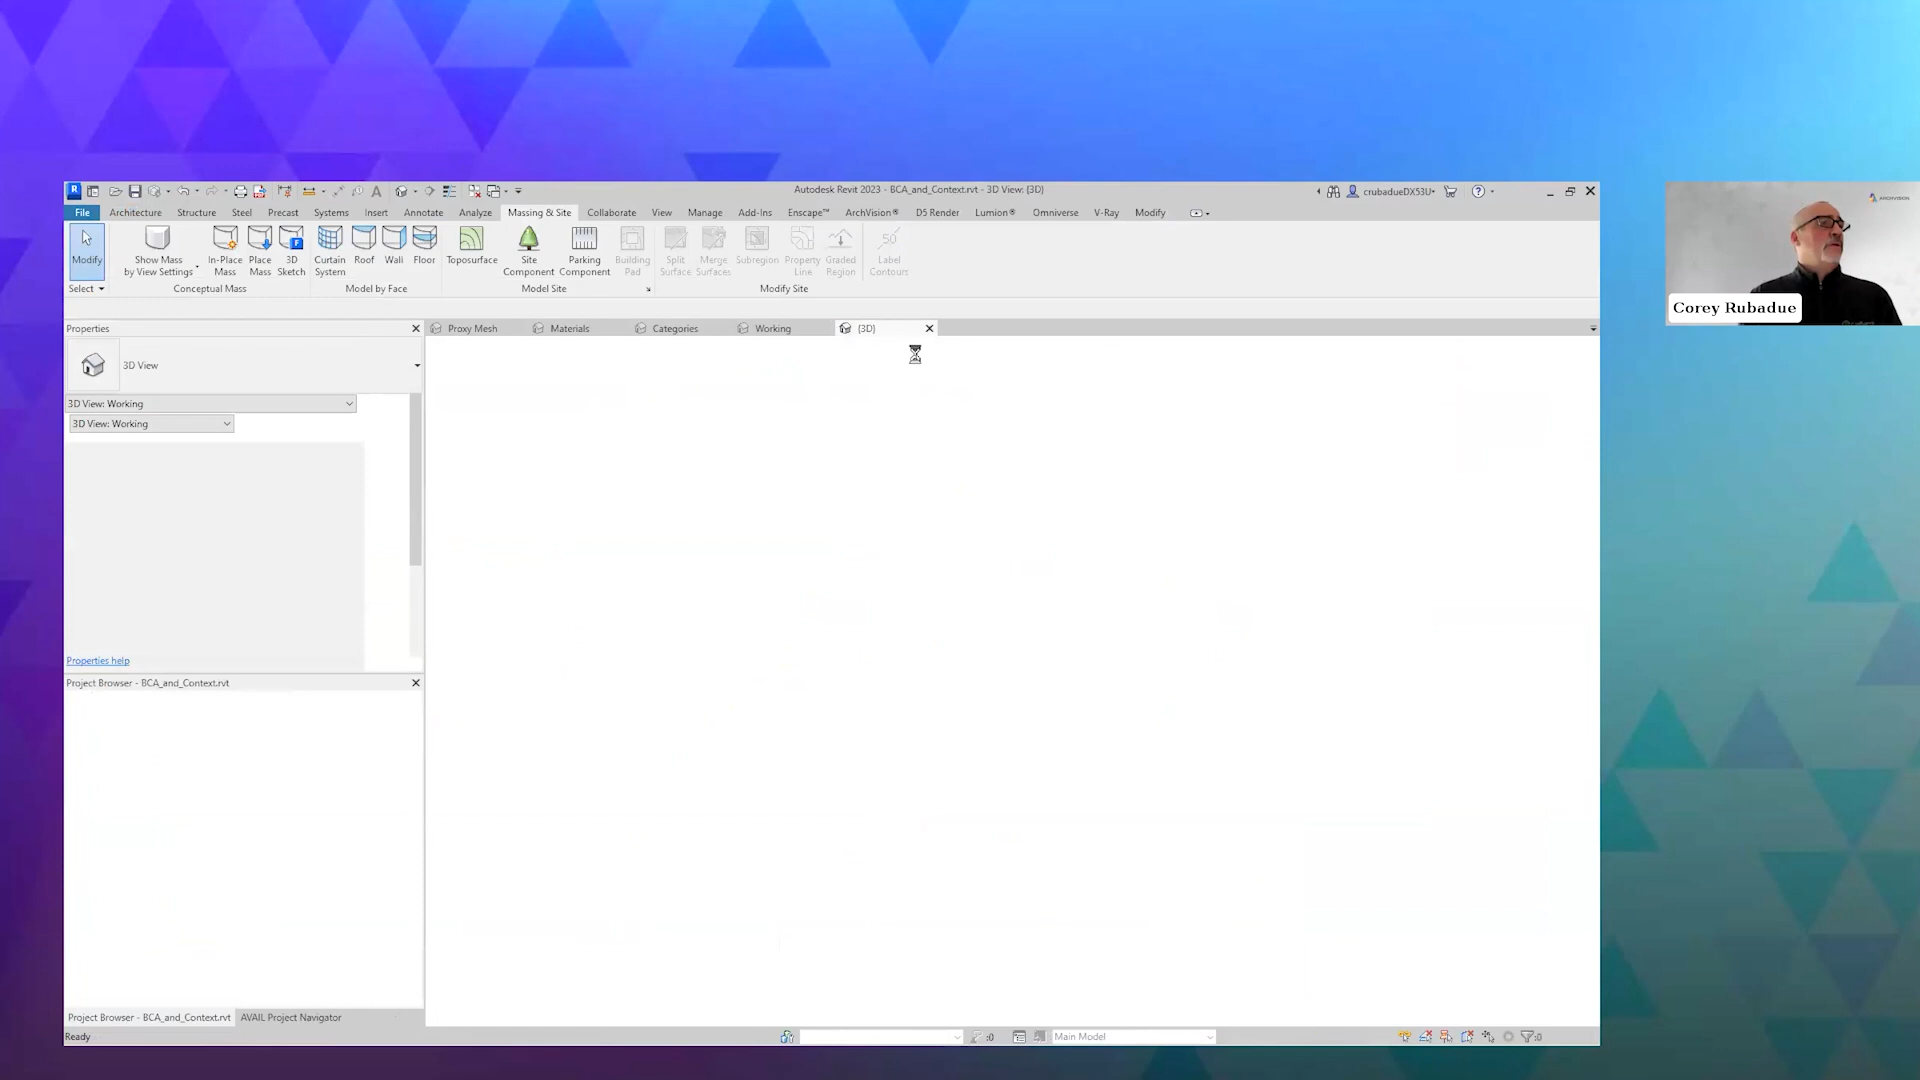 Autodesk Revit 2023 - BCA_and_Context.rvt - 3D View: {3D}
crubadueDX53U
File Architecture Structure Steel Precast Systems Insert Annotate Analyze Massing & Site Collaborate View Manage Add-Ins Enscape™ ArchVision® D5 Render Lumion® Omniverse V-Ray Modify
Modify
Show Mass
by View Settings
In-Place
Mass
Place
Mass
3D
Sketch
Curtain
System
Roof
Wall
Floor
Toposurface
Site
Component
Parking
Component
Building
Pad
Split
Surface
Merge
Surfaces
Subregion
Property
Line
Graded
Region
50
Label
Contours
Select
Conceptual Mass
Model by Face
Model Site
Modify Site
Properties
3D View
3D View: Working
3D View: Working
Properties help
Proxy Mesh
Materials
Categories
Working
{3D}
Project Browser - BCA_and_Context.rvt
Project Browser - BCA_and_Context.rvt
AVAIL Project Navigator
Ready
:0
Main Model
:0
ARCHVISION
Corey Rubadue